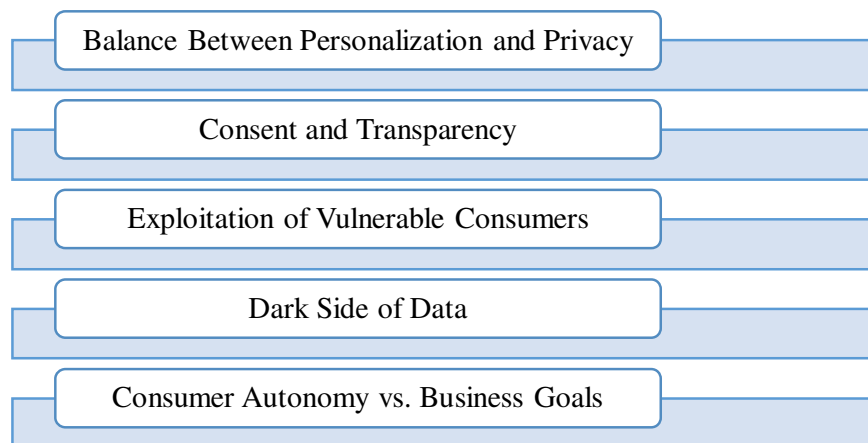 Balance Between Personalization and Privacy
Consent and Transparency
Exploitation of Vulnerable Consumers
Dark Side of Data
Consumer Autonomy vs. Business Goals